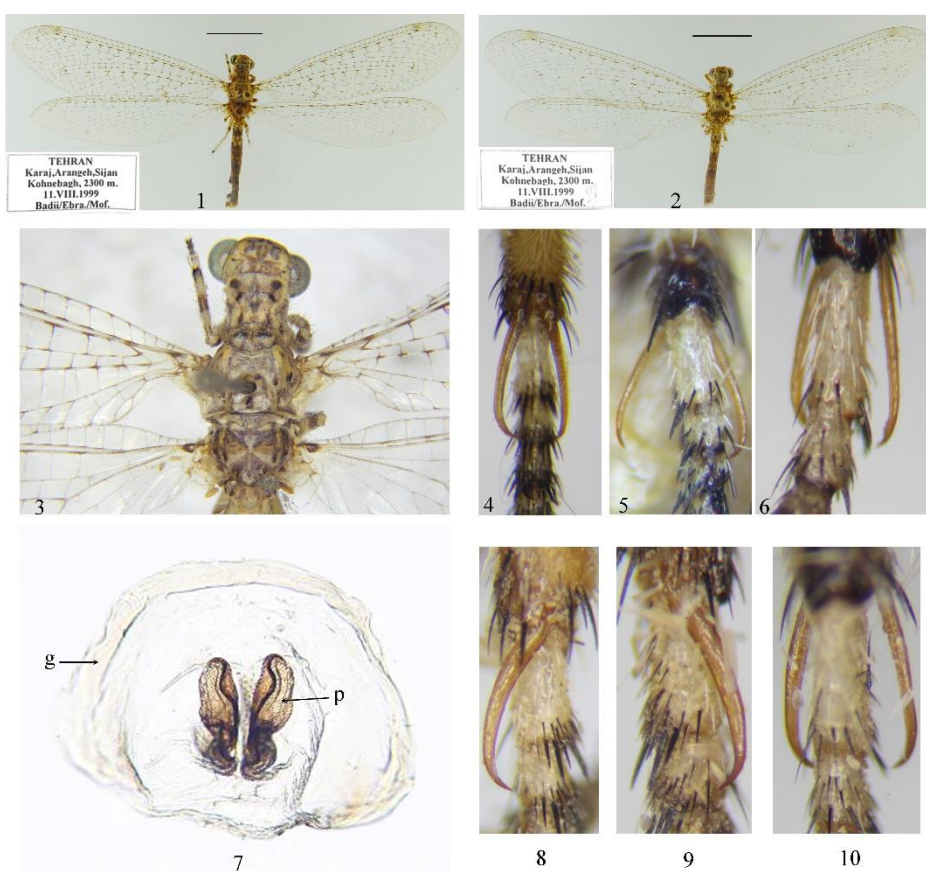 TEHRAN
Karaj,Arangeh,Sijan
Kohnebagh, 2300 m.
11.VIII.1999
Badii/Ebra./Mof.
1
TEHRAN
Karaj,Arangeh,Sijan
Kohnebagh, 2300 m.
11.VIII.1999
Badii/Ebra./Mof.
2
3
4
5
6
g
p
7
8
9
10